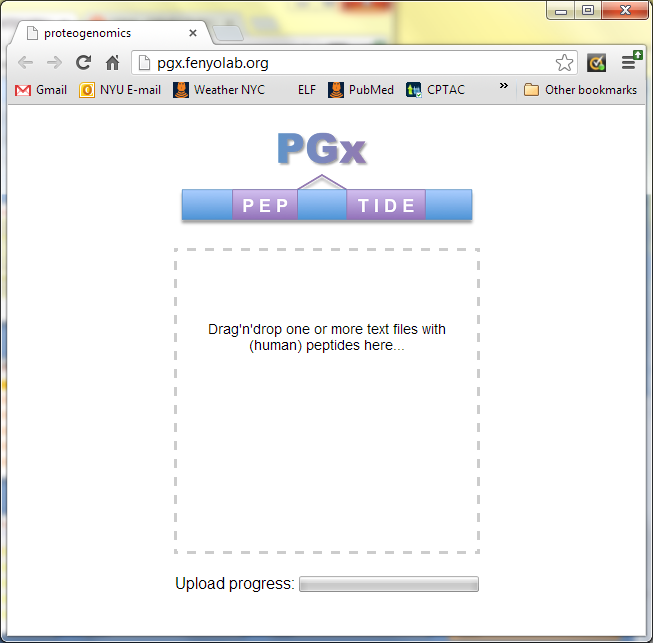 proteogenomics
pgx.fenyolab.org
Gmail NYU E-mail Weather NYC ELF PubMed CPTAC » Other bookmarks
PGx
PEP TIDE
Drag'n'drop one or more text files with
(human) peptides here...
Upload progress: